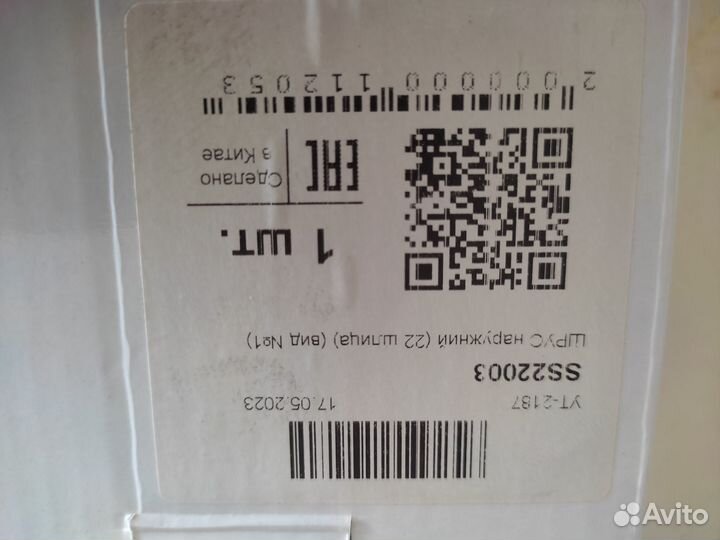 УТ-2187 17.05.2023
SS22003
ШРУС наружний (22 шлица) (вид №1)
1 шт.
EAC
Сделано
в Китае
2 000000 112053
Avito